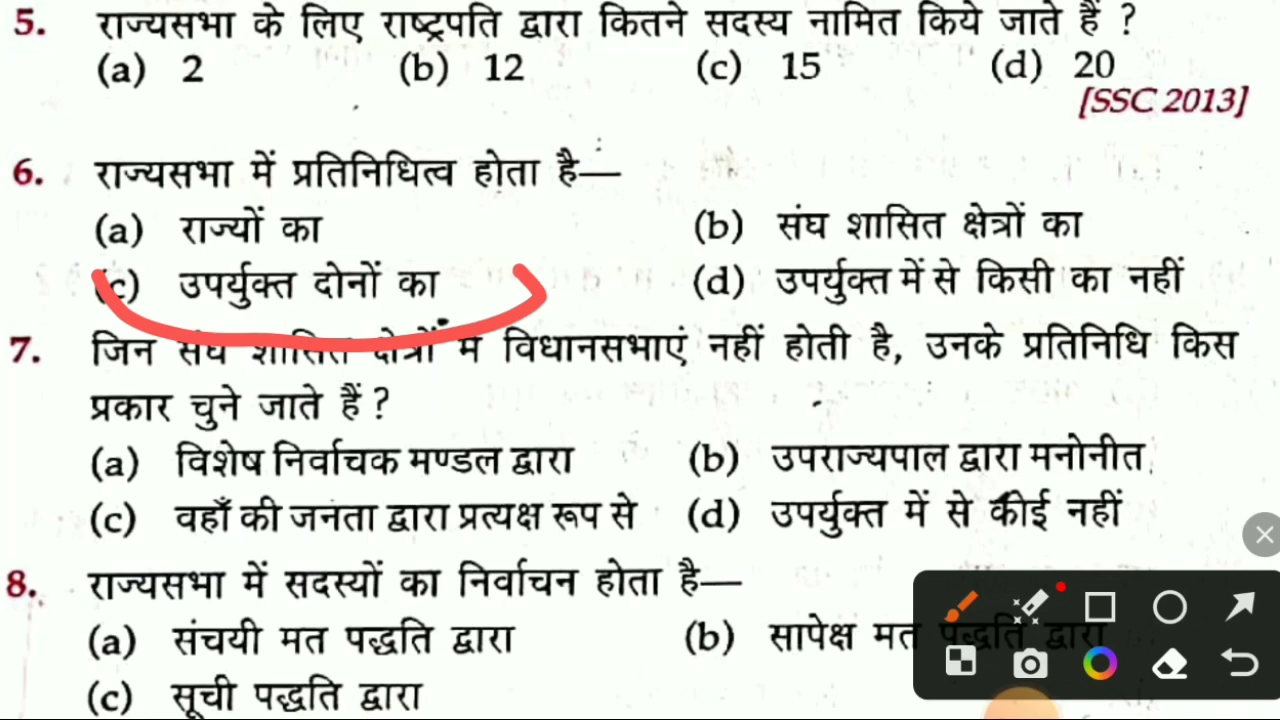 5. राज्यसभा के लिए राष्ट्रपति द्वारा कितने सदस्य नामित किये जाते हैं ?
(a) 2 (b) 12 (c) 15 (d) 20
[SSC 2013]
6. राज्यसभा में प्रतिनिधित्व होता है—
(a) राज्यों का (b) संघ शासित क्षेत्रों का
(c) उपर्युक्त दोनों का (d) उपर्युक्त में से किसी का नहीं
7. जिन संघ शासित क्षेत्रों में विधानसभाएं नहीं होती है, उनके प्रतिनिधि किस
प्रकार चुने जाते हैं ?
(a) विशेष निर्वाचक मण्डल द्वारा (b) उपराज्यपाल द्वारा मनोनीत
(c) वहाँ की जनता द्वारा प्रत्यक्ष रूप से (d) उपर्युक्त में से कोई नहीं
8. राज्यसभा में सदस्यों का निर्वाचन होता है—
(a) संचयी मत पद्धति द्वारा (b) सापेक्ष मत पद्धति द्वारा
(c) सूची पद्धति द्वारा